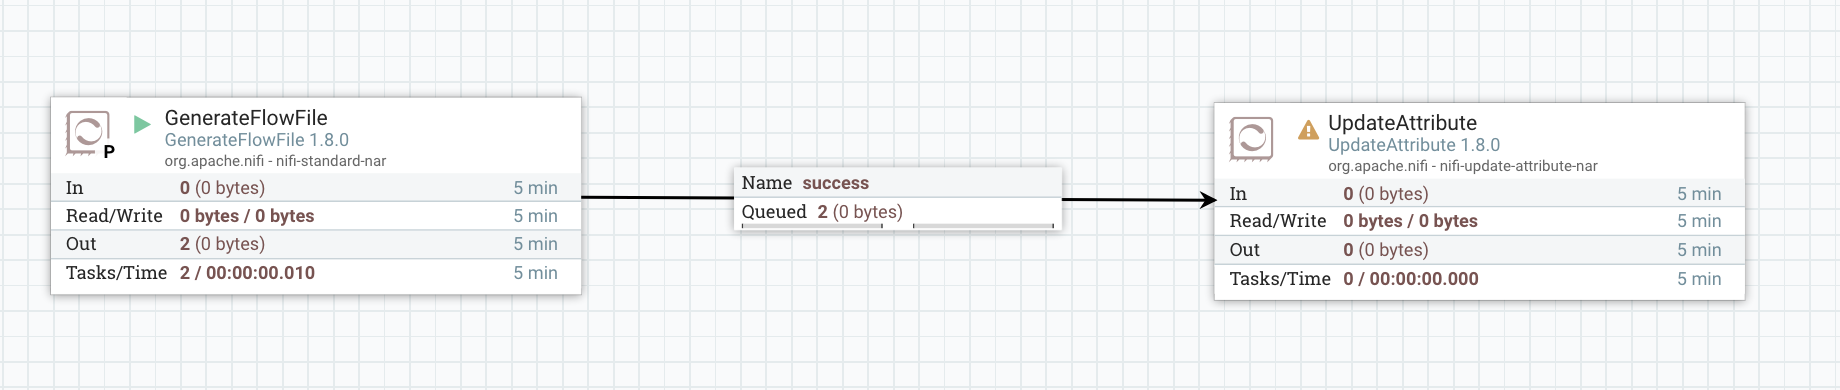 GenerateFlowFile
GenerateFlowFile 1.8.0
org.apache.nifi - nifi-standard-nar
P
In 0 (0 bytes) 5 min
Read/Write 0 bytes / 0 bytes 5 min
Out 2 (0 bytes) 5 min
Tasks/Time 2 / 00:00:00.010 5 min
Name success
Queued 2 (0 bytes)
UpdateAttribute
UpdateAttribute 1.8.0
org.apache.nifi - nifi-update-attribute-nar
In 0 (0 bytes) 5 min
Read/Write 0 bytes / 0 bytes 5 min
Out 0 (0 bytes) 5 min
Tasks/Time 0 / 00:00:00.000 5 min